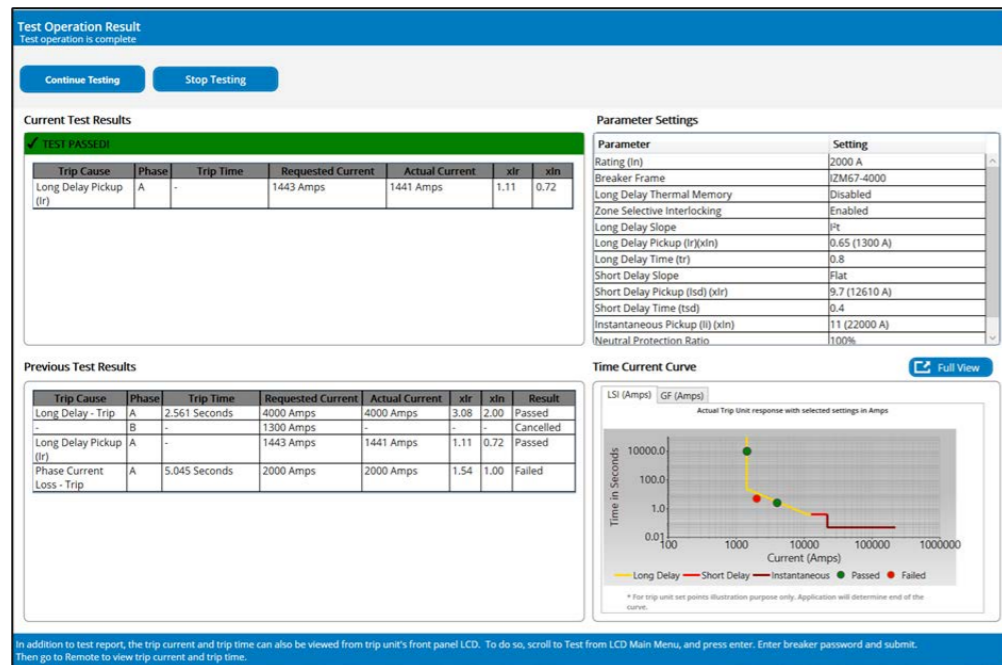 Test Operation Result
Test operation is complete
Continue Testing
Stop Testing
Current Test Results
✓ TEST PASSED!
Trip Cause Phase Trip Time Requested Current Actual Current xIr xIn
Long Delay Pickup (Ir) A - 1443 Amps 1441 Amps 1.11 0.72
Parameter Settings
Parameter Setting
Rating (In) 2000 A
Breaker Frame IZM67-4000
Long Delay Thermal Memory Disabled
Zone Selective Interlocking Enabled
Long Delay Slope I²t
Long Delay Pickup (Ir)(xIn) 0.65 (1300 A)
Long Delay Time (tr) 0.8
Short Delay Slope Flat
Short Delay Pickup (Isd) (xIr) 9.7 (12610 A)
Short Delay Time (tsd) 0.4
Instantaneous Pickup (Ii) (xIn) 11 (22000 A)
Neutral Protection Ratio 100%
Previous Test Results
Trip Cause Phase Trip Time Requested Current Actual Current xIr xIn Result
Long Delay - Trip A 2.561 Seconds 4000 Amps 4000 Amps 3.08 2.00 Passed
- B - 1300 Amps - - - Cancelled
Long Delay Pickup (Ir) A - 1443 Amps 1441 Amps 1.11 0.72 Passed
Phase Current Loss - Trip A 5.045 Seconds 2000 Amps 2000 Amps 1.54 1.00 Failed
Time Current Curve
Full View
LSI (Amps) GF (Amps)
Actual Trip Unit response with selected settings in Amps
Time in Seconds
10000.0
100.0
1.0
0.01
100 1000 10000 100000 1000000
Current (Amps)
Long Delay Short Delay Instantaneous Passed Failed
* For trip unit set points illustration purpose only. Application will determine end of the
curve.
In addition to test report, the trip current and trip time can also be viewed from trip unit's front panel LCD. To do so, scroll to Test from LCD Main Menu, and press enter. Enter breaker password and submit.
Then go to Remote to view trip current and trip time.